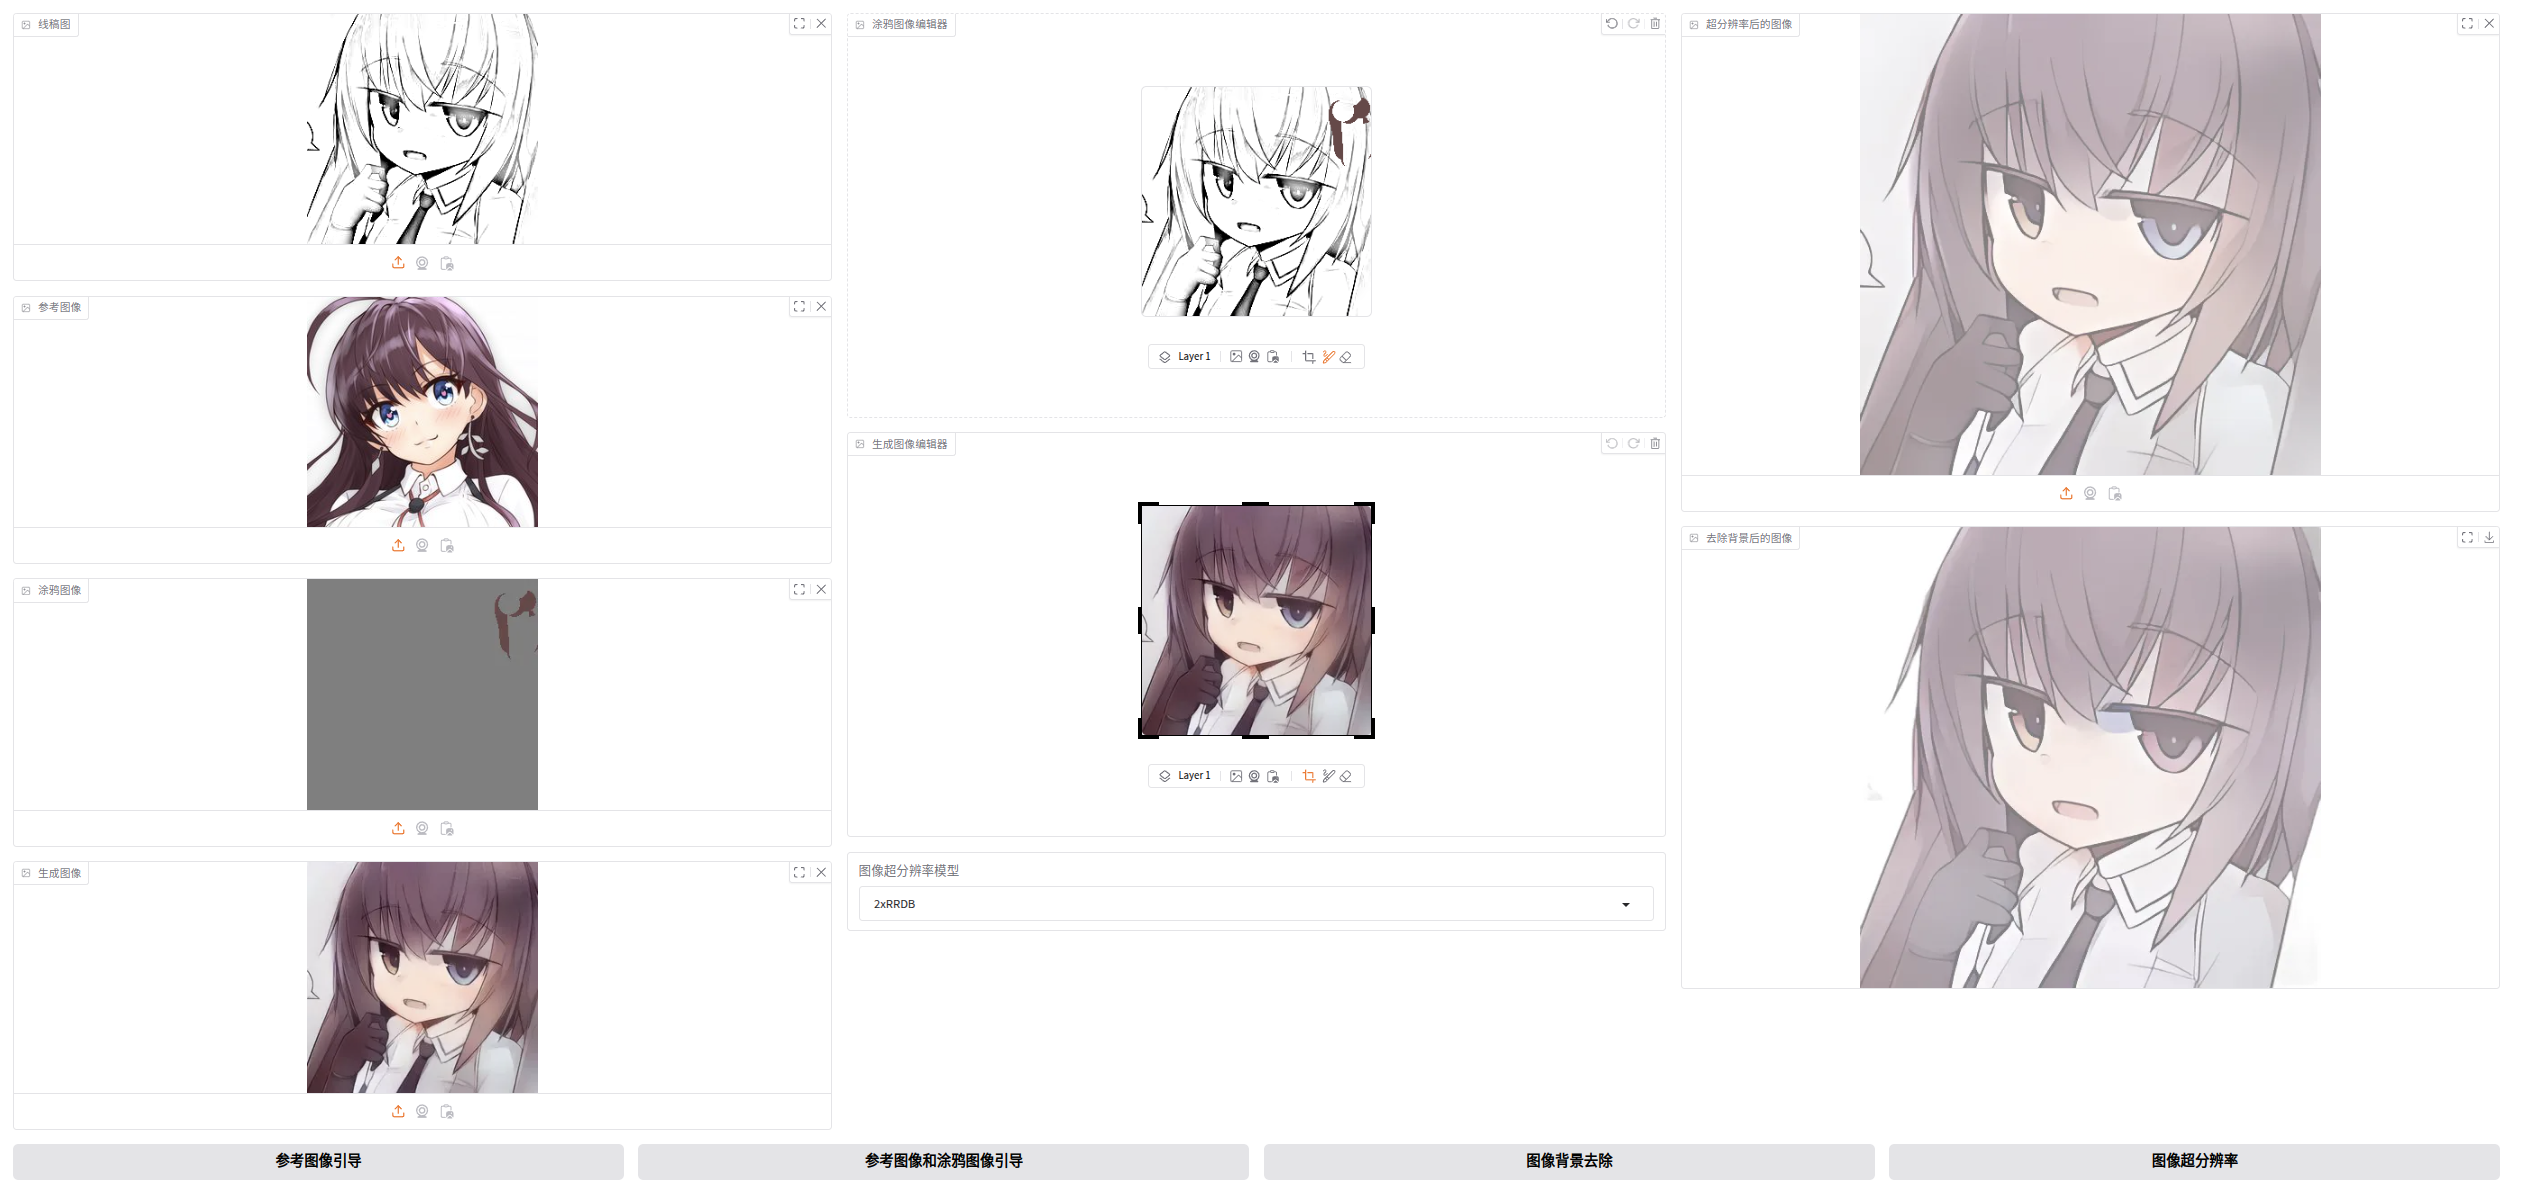 线稿图
参考图像
涂鸦图像
生成图像
涂鸦图像编辑器
Layer 1
生成图像编辑器
Layer 1
图像超分辨率模型
2xRRDB
超分辨率后的图像
去除背景后的图像
参考图像引导
参考图像和涂鸦图像引导
图像背景去除
图像超分辨率